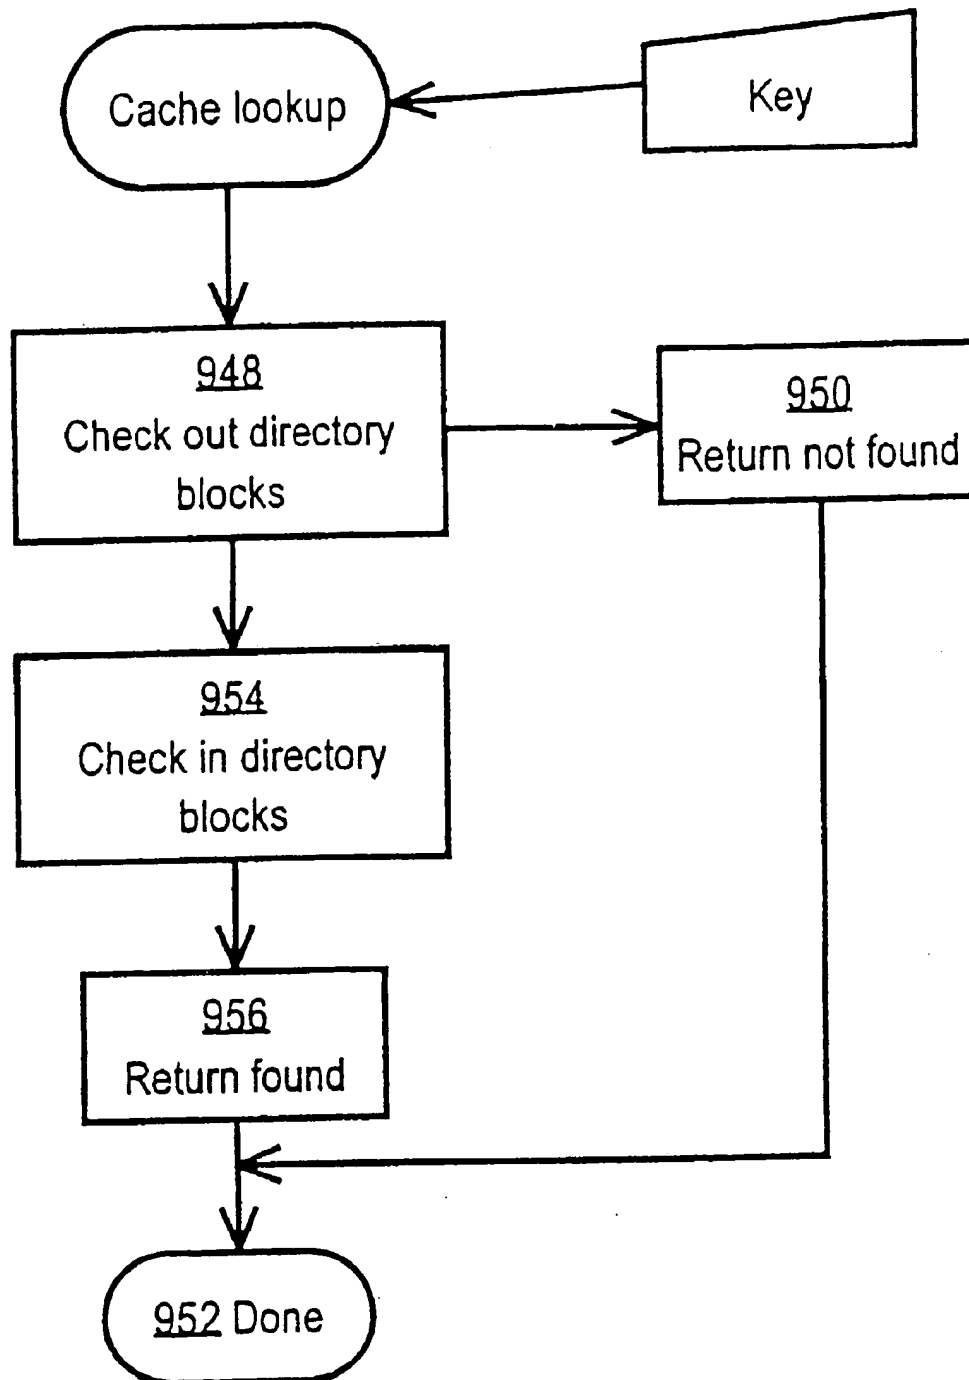 Cache lookup
Key
948
Check out directory
blocks
950
Return not found
954
Check in directory
blocks
956
Return found
952 Done